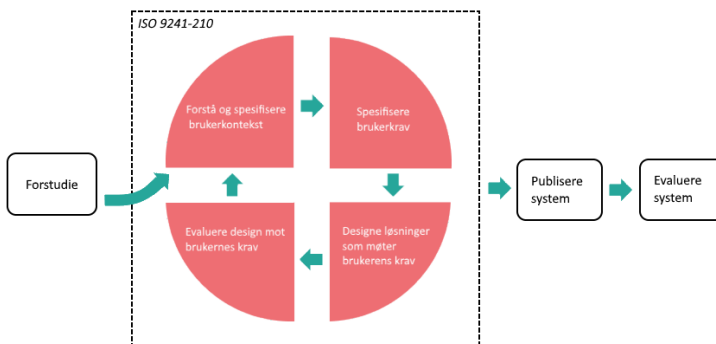 ISO 9241-210
Forstå og spesifisere
brukerkontekst
Spesifisere
brukerkrav
Forstudie
Publisere
system
Evaluere
system
Evaluere design mot
brukernes krav
Designe løsninger
som møter
brukerens krav